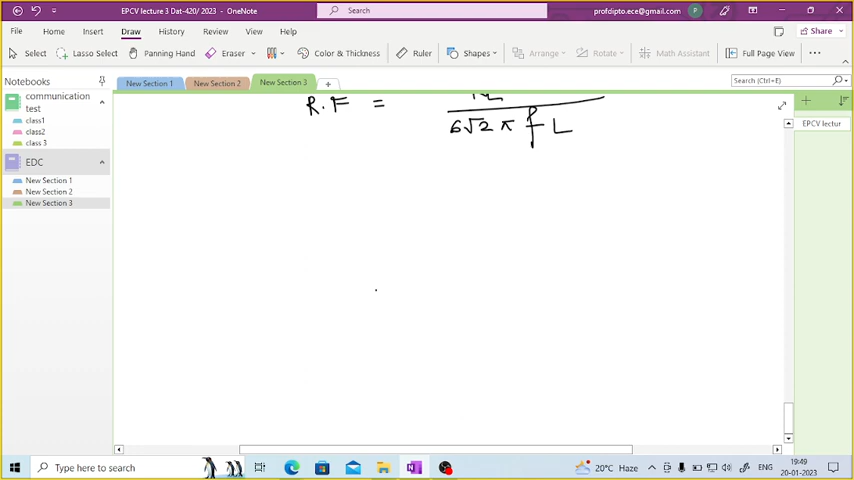 EPCV lecture 3 Dat-420/ 2023 - OneNote
Search
profdipto.ece@gmail.com
P
File Home Insert Draw History Review View Help
Share
Select Lasso Select Panning Hand Eraser Color & Thickness Ruler Shapes Arrange Rotate Math Assistant Full Page View
Notebooks
New Section 1 New Section 2 New Section 3
Search (Ctrl+E)
communication
test
class1
class2
class 3
EDC
New Section 1
New Section 2
New Section 3
EPCV lectur
R.F =
6√2 π f L
Type here to search
20°C Haze
ENG
19:49
20-01-2023